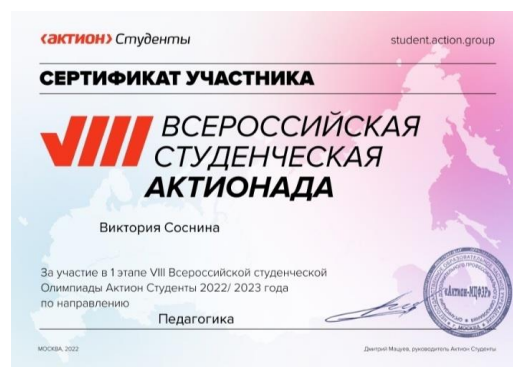 ‹актион› Студенты
student.action.group
СЕРТИФИКАТ УЧАСТНИКА
VIII ВСЕРОССИЙСКАЯ
СТУДЕНЧЕСКАЯ
АКТИОНАДА
Виктория Соснина
За участие в 1 этапе VIII Всероссийской студенческой
Олимпиады Актион Студенты 2022/ 2023 года
по направлению
Педагогика
«Актион-МЦФЭР»
МОСКВА, 2022
Дмитрий Мацуев, руководитель Актион Студенты